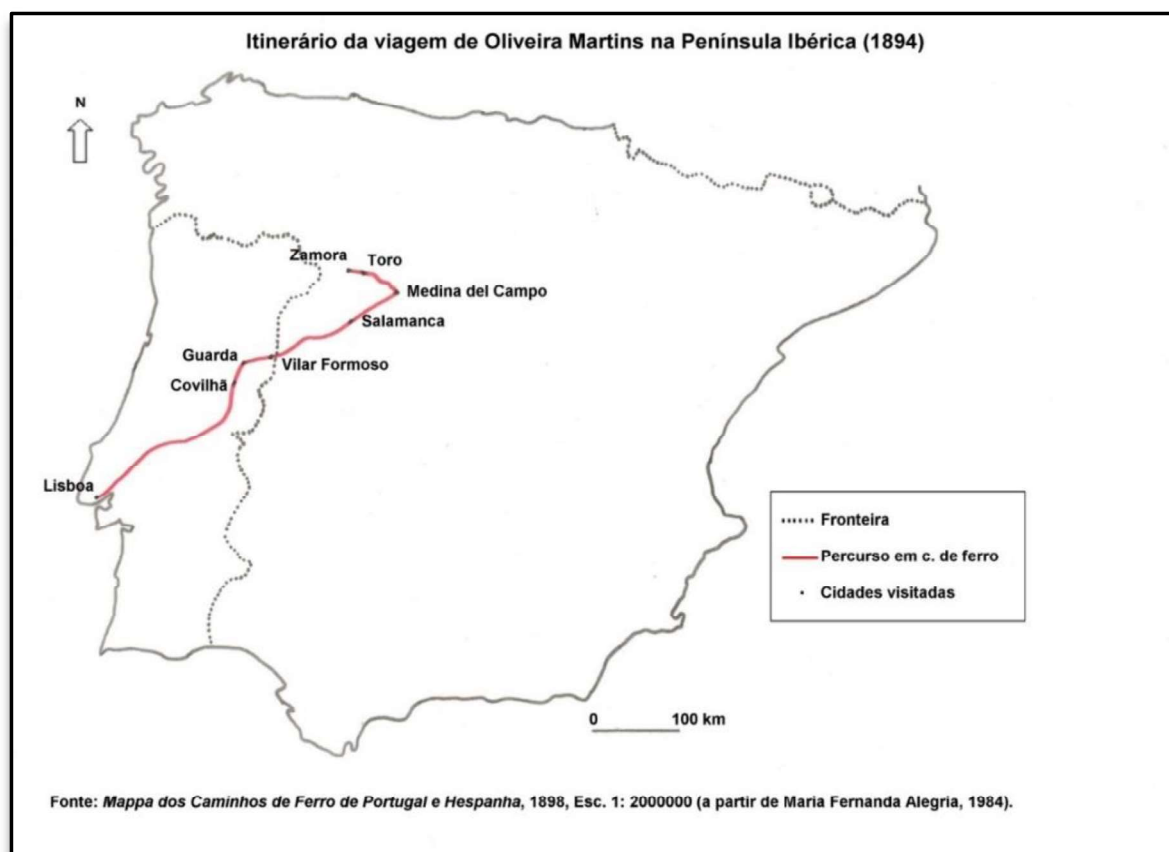 Itinerário da viagem de Oliveira Martins na Península Ibérica (1894)
N
Zamora
Toro
Medina del Campo
Salamanca
Guarda
Vilar Formoso
Covilhã
Lisboa
Fronteira
Percurso em c. de ferro
Cidades visitadas
0 100 km
Fonte: Mappa dos Caminhos de Ferro de Portugal e Hespanha, 1898, Esc. 1: 2000000 (a partir de Maria Fernanda Alegria, 1984).